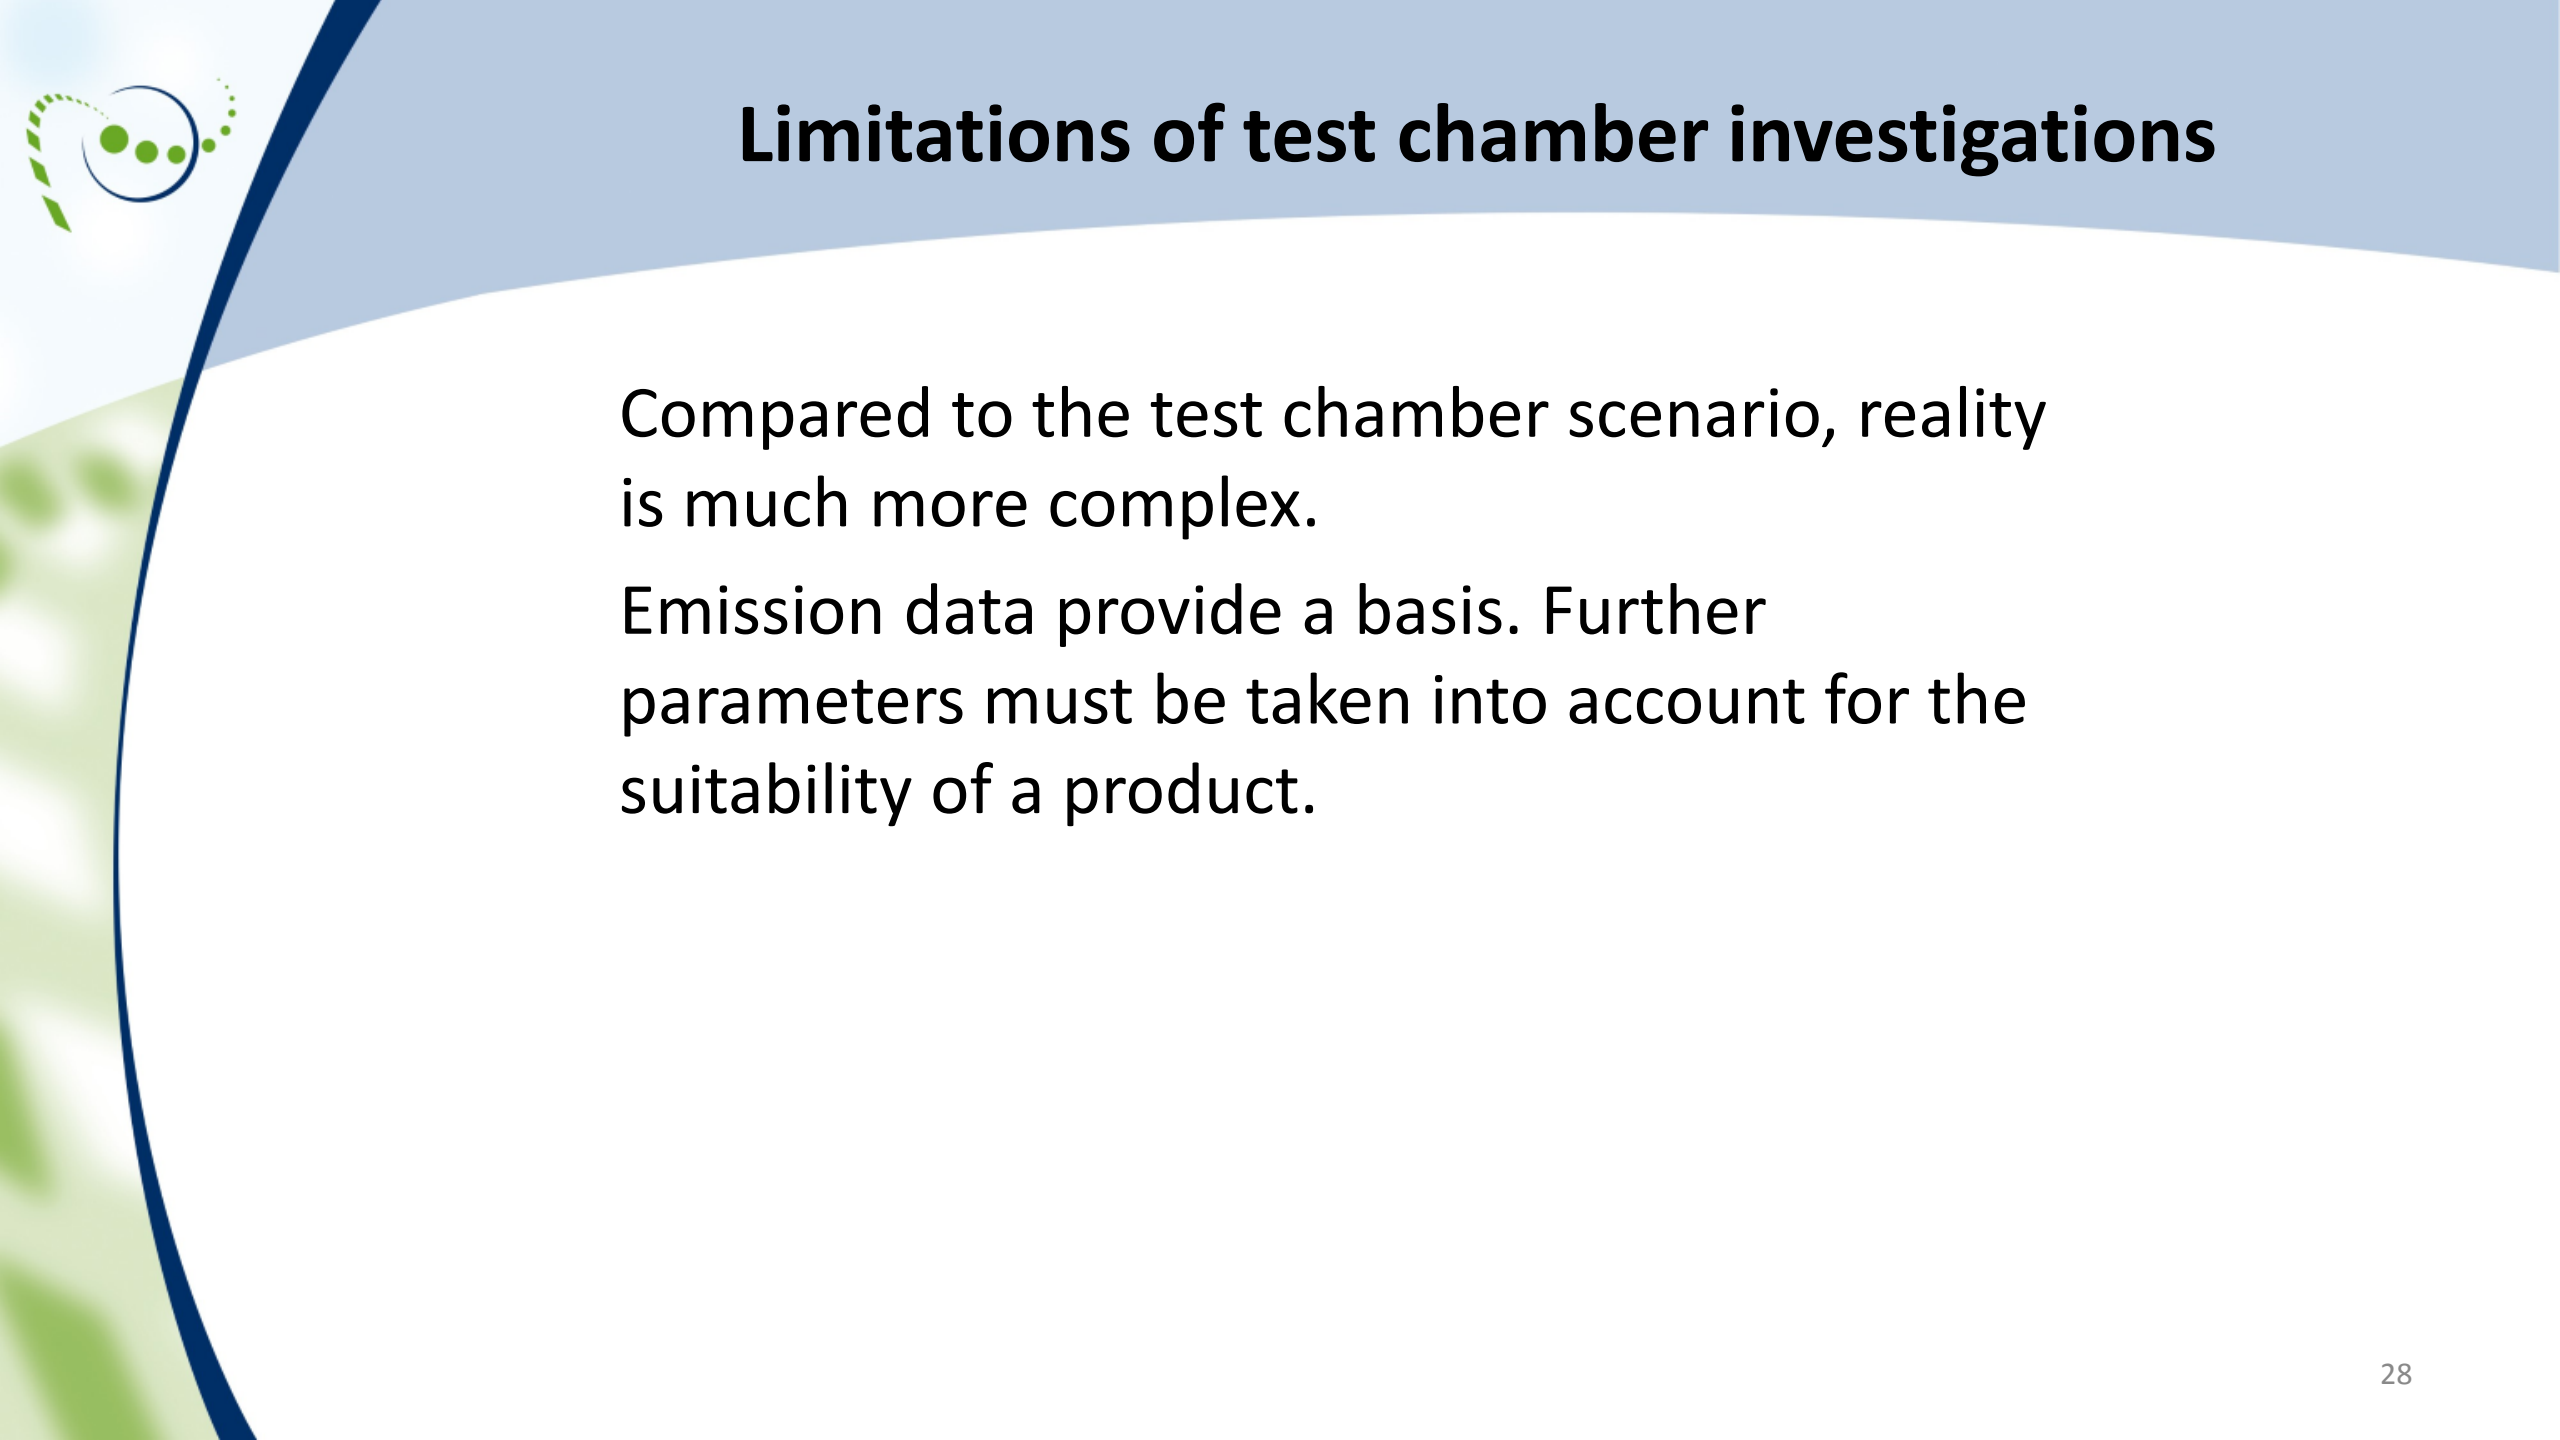 Limitations of test chamber investigations
Compared to the test chamber scenario, reality
is much more complex.
Emission data provide a basis. Further
parameters must be taken into account for the
suitability of a product.
28